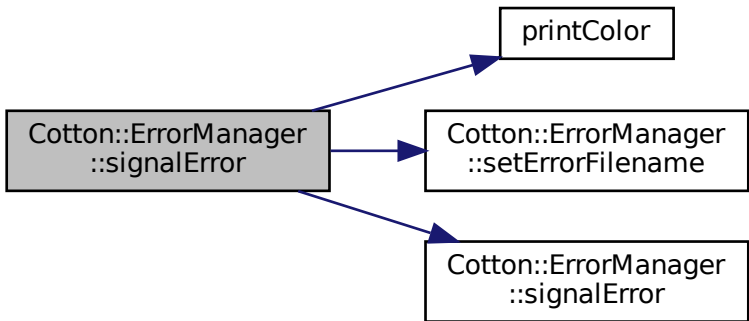 printColor
Cotton::ErrorManager
::signalError
Cotton::ErrorManager
::setErrorFilename
Cotton::ErrorManager
::signalError